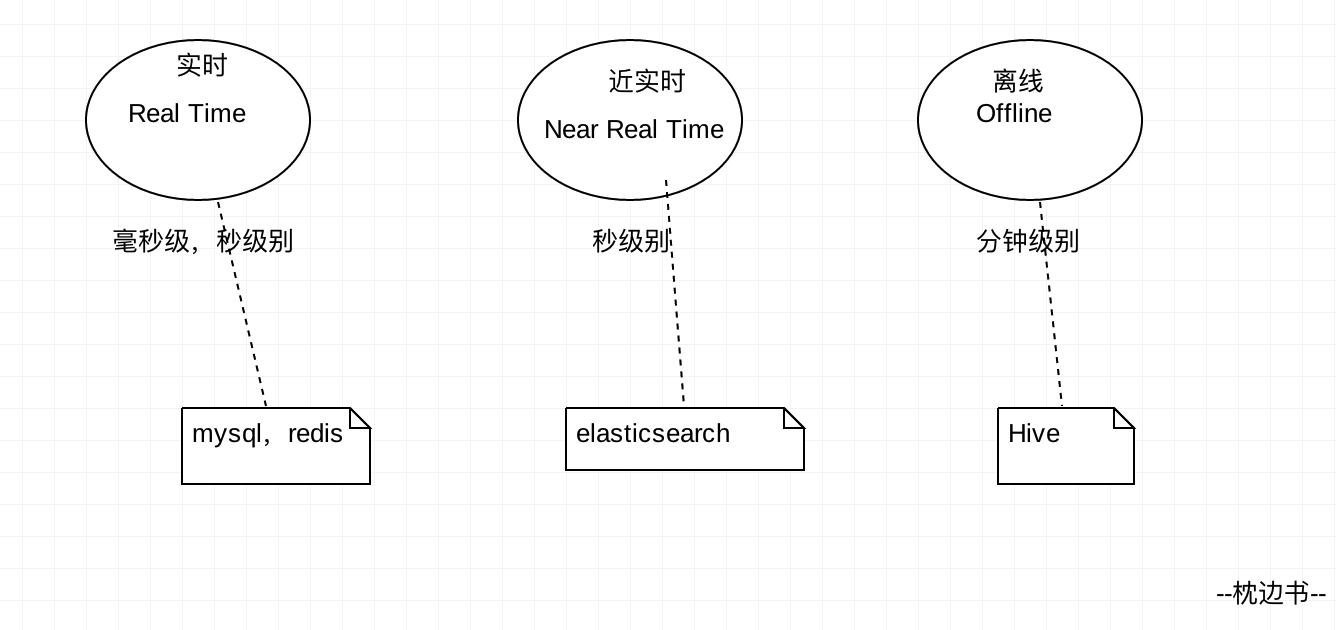 实时
Real Time
近实时
Near Real Time
离线
Offline
毫秒级，秒级别
秒级别
分钟级别
mysql，redis
elasticsearch
Hive
--枕边书--